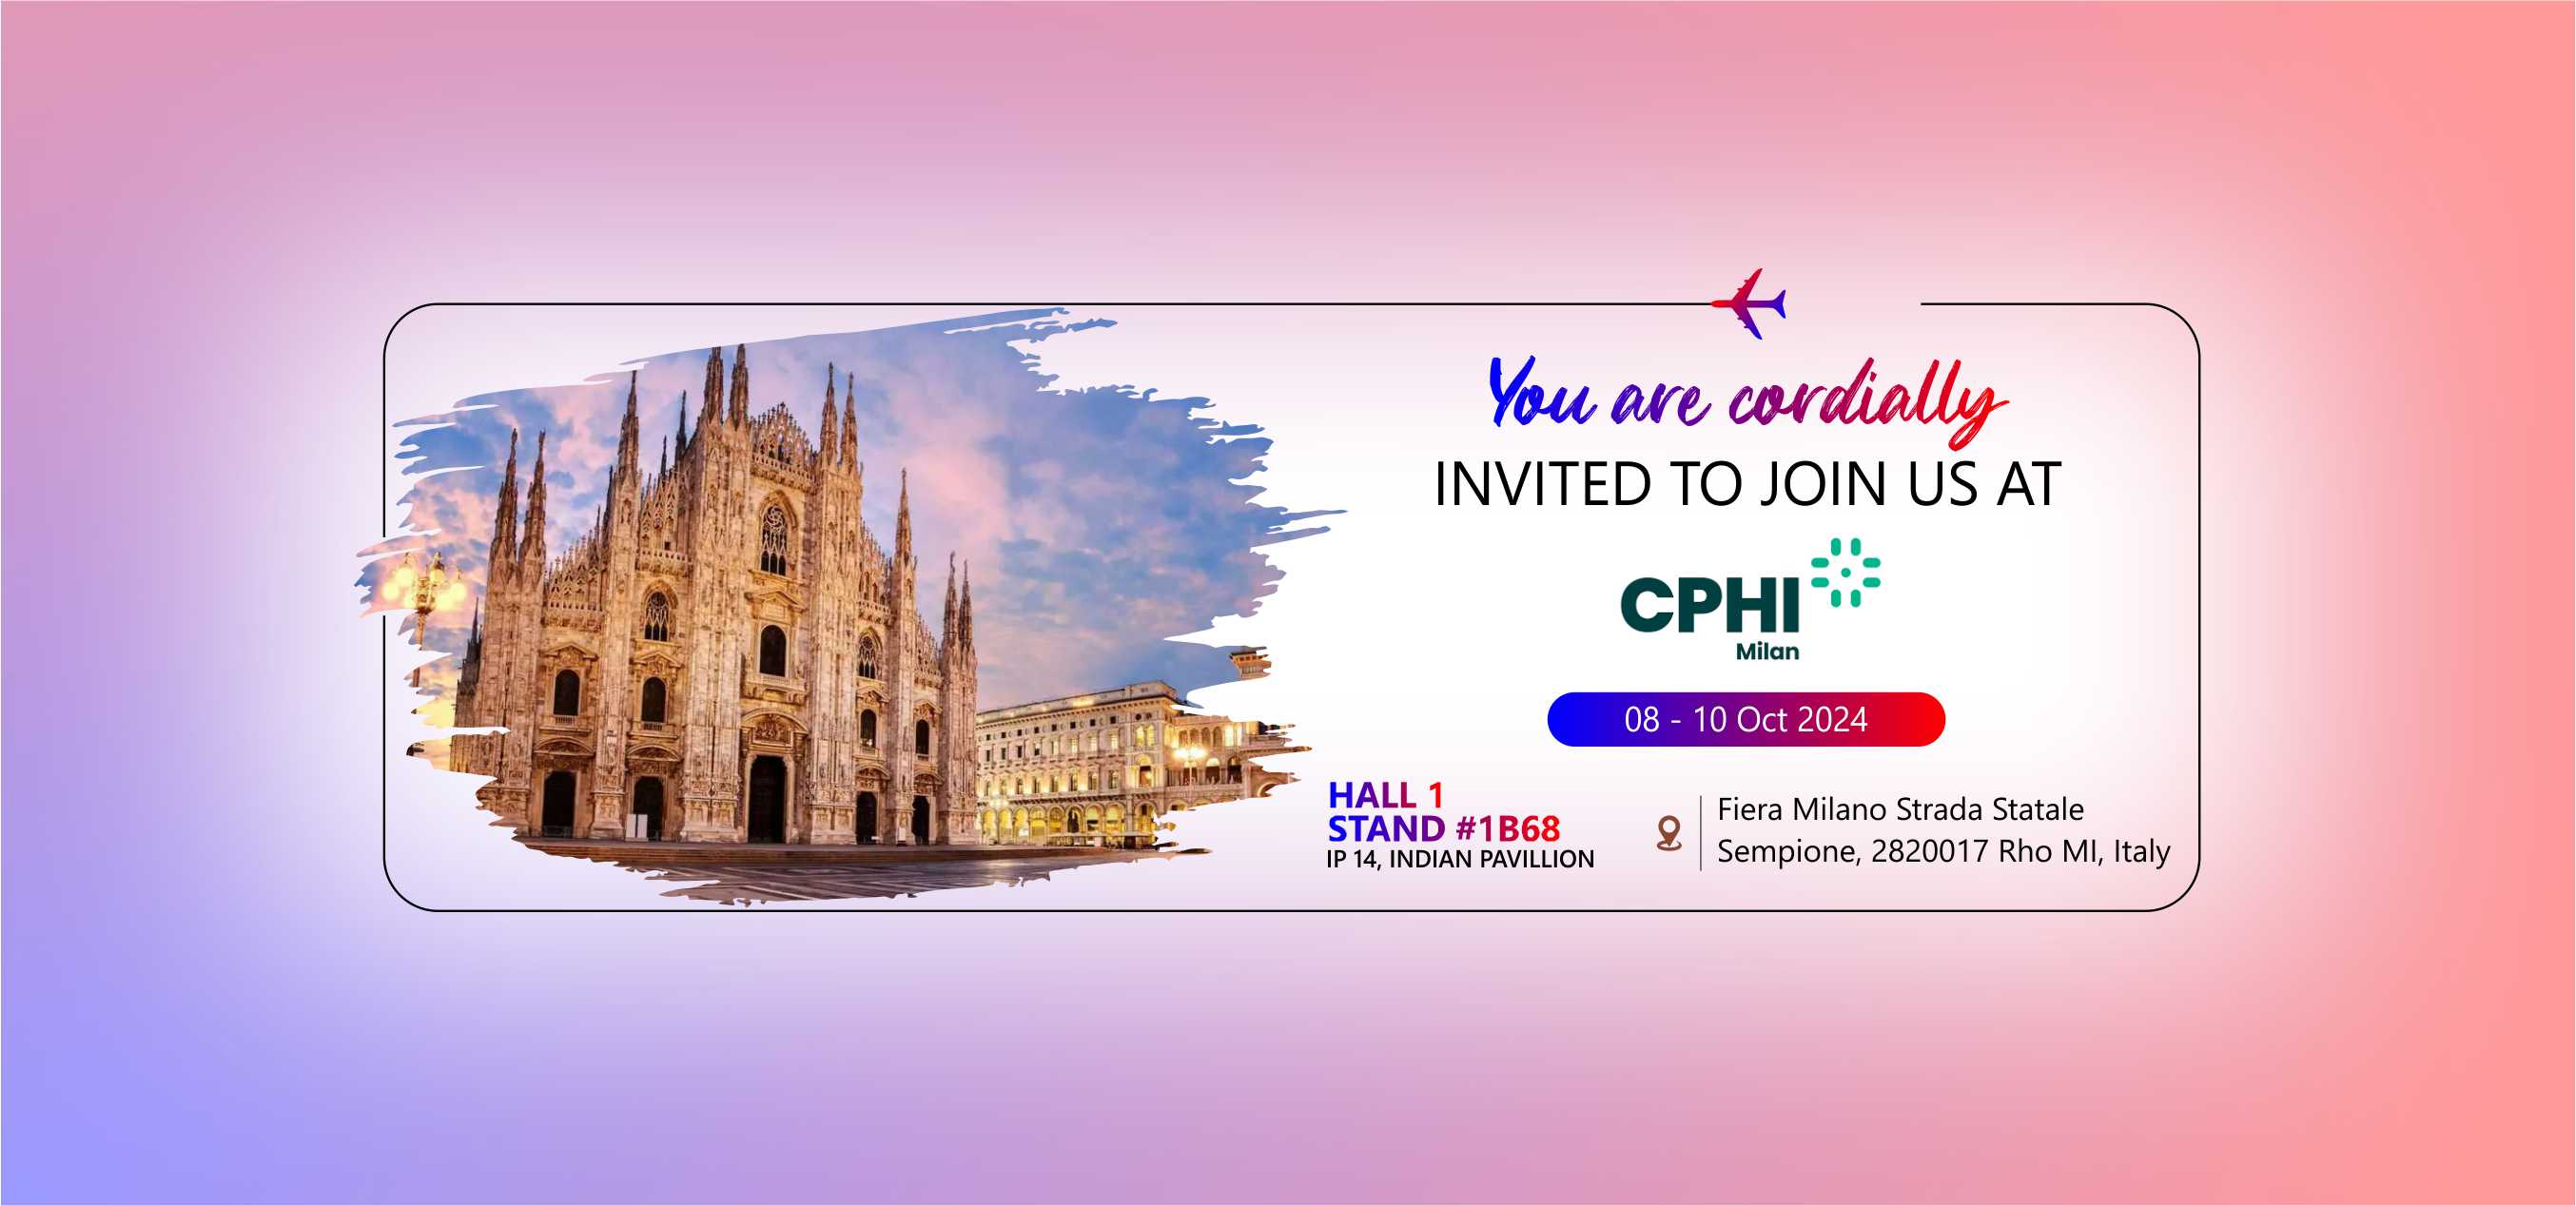 You are cordially
INVITED TO JOIN US AT
CPHI
Milan
08 - 10 Oct 2024
HALL 1
STAND #1B68
IP 14, INDIAN PAVILLION
Fiera Milano Strada Statale
Sempione, 2820017 Rho MI, Italy